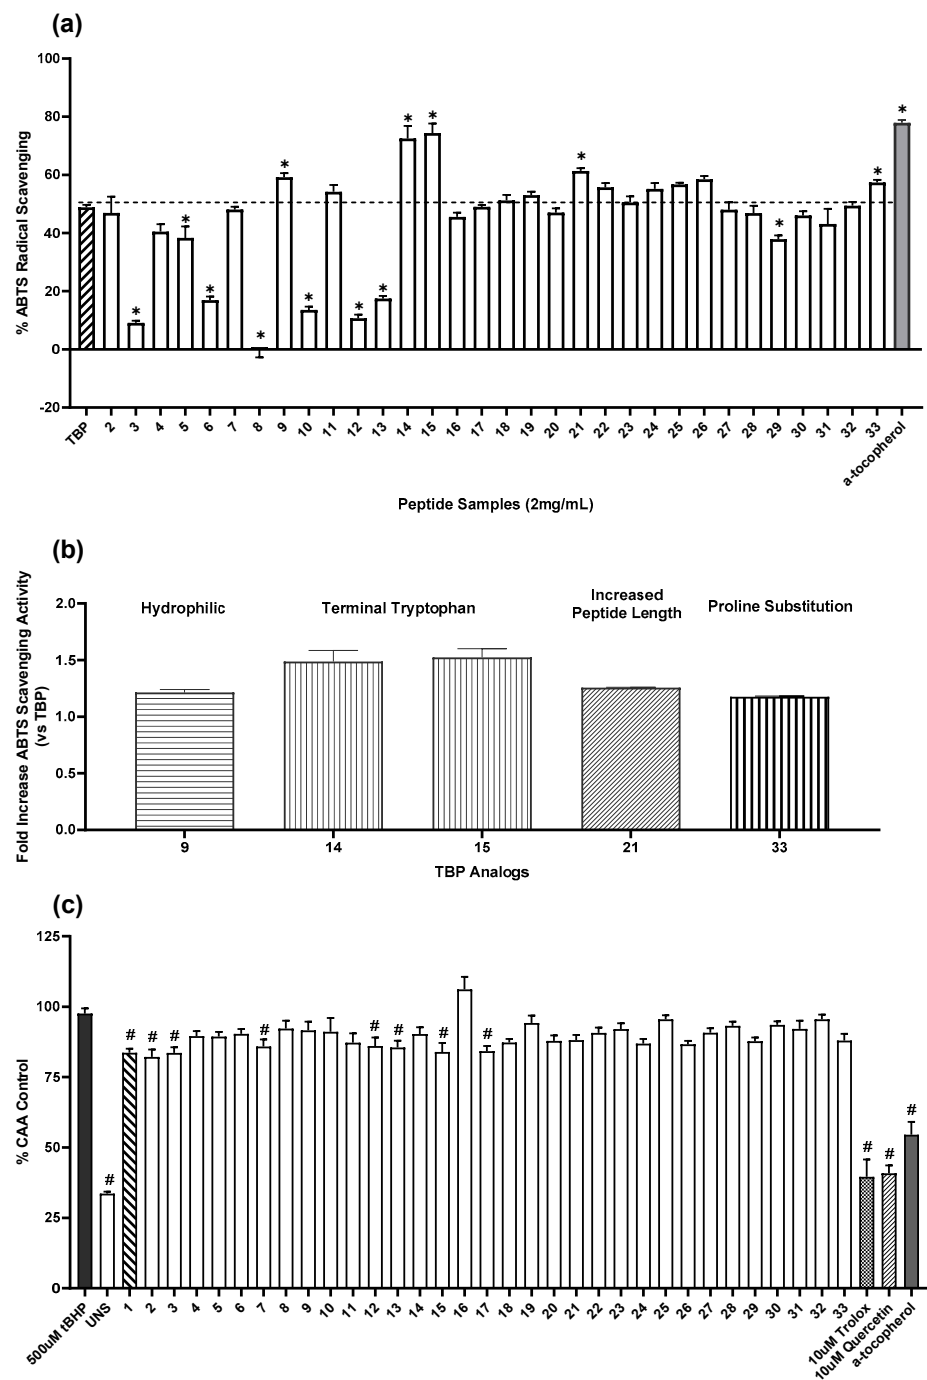 (a)
% ABTS Radical Scavenging
100
80
60
40
20
0
-20
* * * * * * * * * * * * * * *
TBP 2 3 4 5 6 7 8 9 10 11 12 13 14 15 16 17 18 19 20 21 22 23 24 25 26 27 28 29 30 31 32 33 a-tocopherol
Peptide Samples (2mg/mL)
(b)
Fold Increase ABTS Scavenging Activity
(vs TBP)
2.0
1.5
1.0
0.5
0.0
Hydrophilic
Terminal Tryptophan
Increased
Peptide Length
Proline Substitution
9 14 15 21 33
TBP Analogs
(c)
% CAA Control
125
100
75
50
25
0
# # # # # # # # # # # #
500uM tBHP UNS 1 2 3 4 5 6 7 8 9 10 11 12 13 14 15 16 17 18 19 20 21 22 23 24 25 26 27 28 29 30 31 32 33 10uM Trolox 10uM Quercetin a-tocopherol